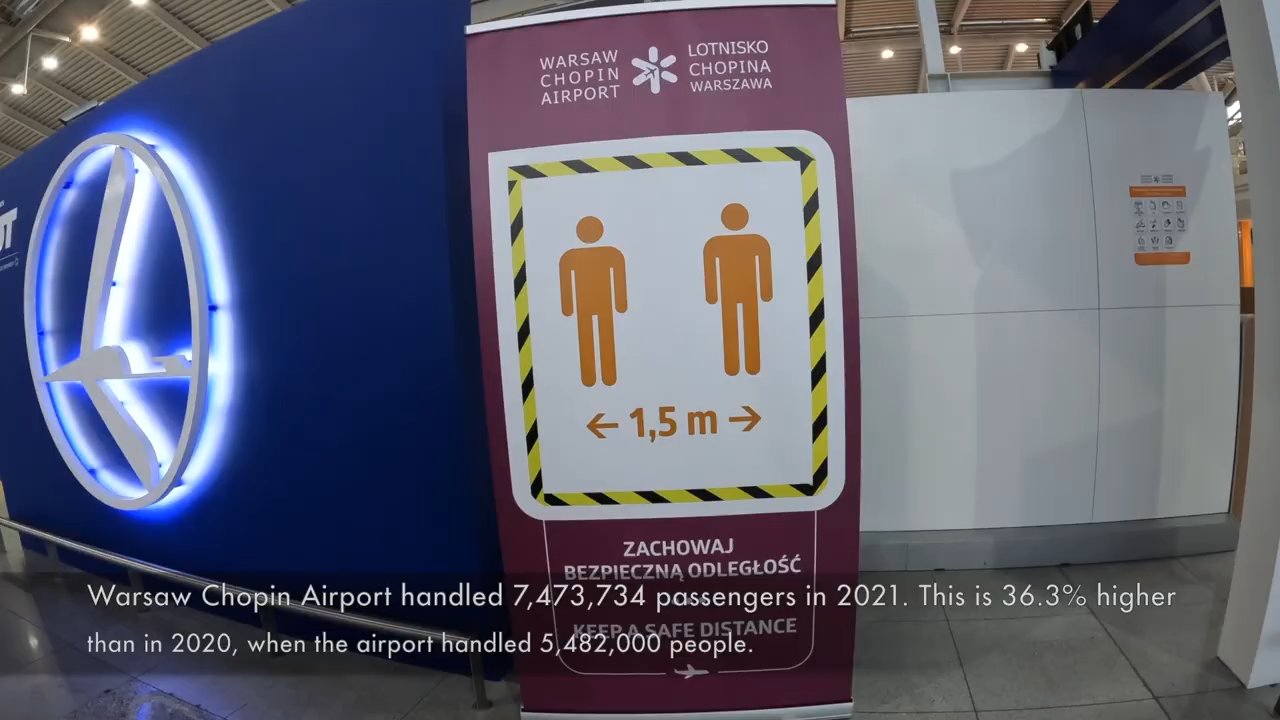 WARSAW
CHOPIN
AIRPORT
LOTNISKO
CHOPINA
WARSZAWA
← 1,5 m →
ZACHOWAJ
BEZPIECZNĄ ODLEGŁOŚĆ
KEEP A SAFE DISTANCE
Warsaw Chopin Airport handled 7,473,734 passengers in 2021. This is 36.3% higher
than in 2020, when the airport handled 5,482,000 people.